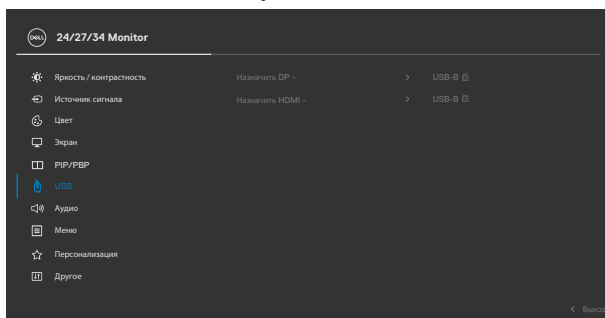 DELL 24/27/34 Monitor
Яркость / контрастность Назначить DP - > USB-B
Источник сигнала Назначить HDMI - > USB-B
Цвет
Экран
PIP/PBP
USB
Аудио
Меню
Персонализация
Другое
< Выход